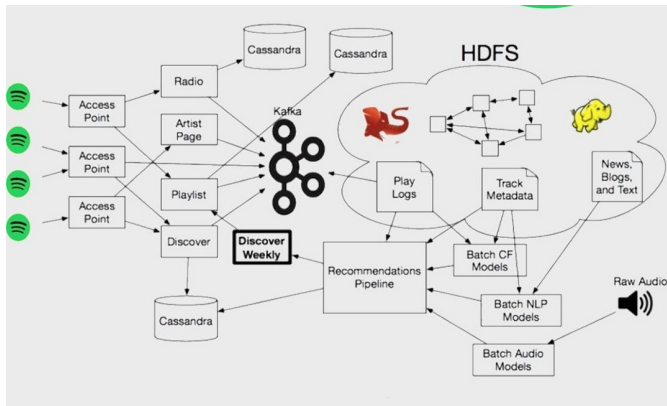 Cassandra
Cassandra
HDFS
Radio
Kafka
Access
Point
Artist
Page
Access
Point
Playlist
Play
Logs
Track
Metadata
News,
Blogs,
and Text
Access
Point
Discover
Discover
Weekly
Recommendations
Pipeline
Batch CF
Models
Raw Audio
Cassandra
Batch NLP
Models
Batch Audio
Models